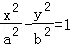 x²/a² - y²/b² = 1